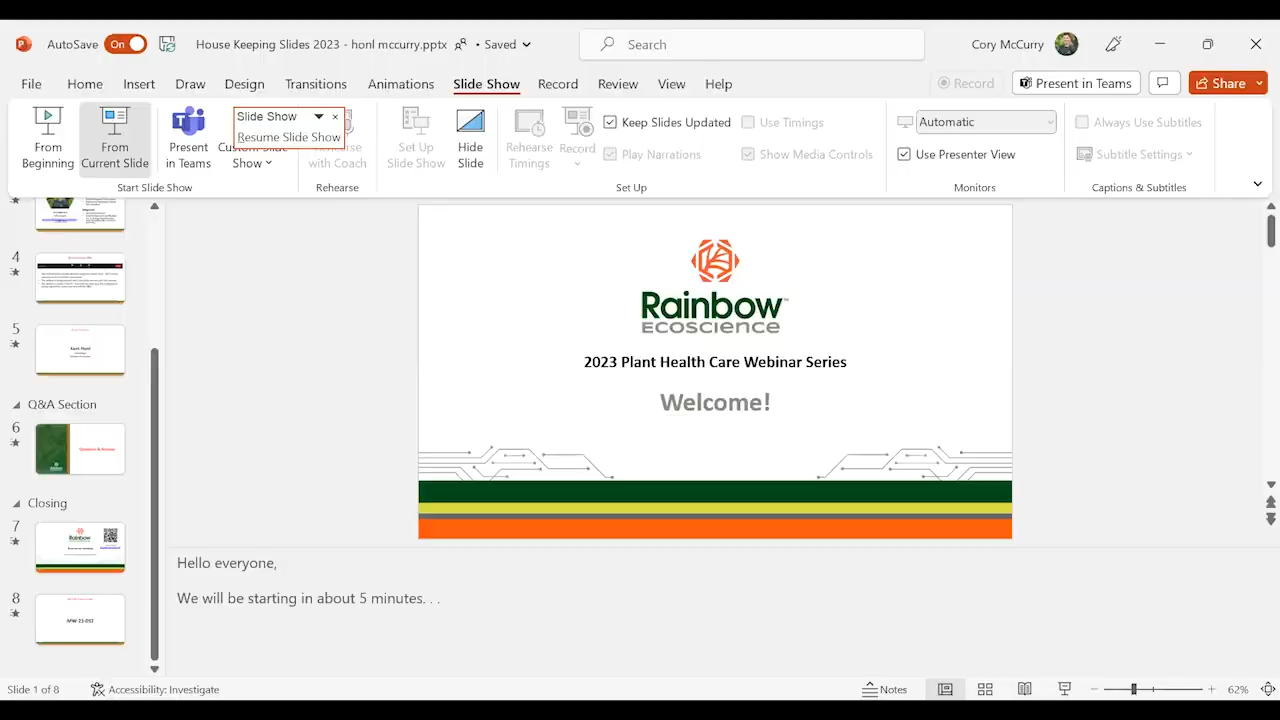 AutoSave On House Keeping Slides 2023 - honl mccurry.pptx • Saved Search Cory McCurry
File Home Insert Draw Design Transitions Animations Slide Show Record Review View Help Record Present in Teams Share
From Beginning
From Current Slide
Present in Teams
Slide Show
Resume Slide Show
Show
with Coach
Set Up Slide Show
Hide Slide
Rehearse Timings
Record
Keep Slides Updated
Play Narrations
Use Timings
Show Media Controls
Automatic
Use Presenter View
Always Use Subtitles
Subtitle Settings
Start Slide Show Rehearse Set Up Monitors Captions & Subtitles
4
5
Q&A Section
6
Questions & Answers
Closing
7
Rainbow
8
Rainbow™
ECOSCIENCE
2023 Plant Health Care Webinar Series
Welcome!
Hello everyone,
We will be starting in about 5 minutes. . .
Slide 1 of 8 Accessibility: Investigate Notes 62%